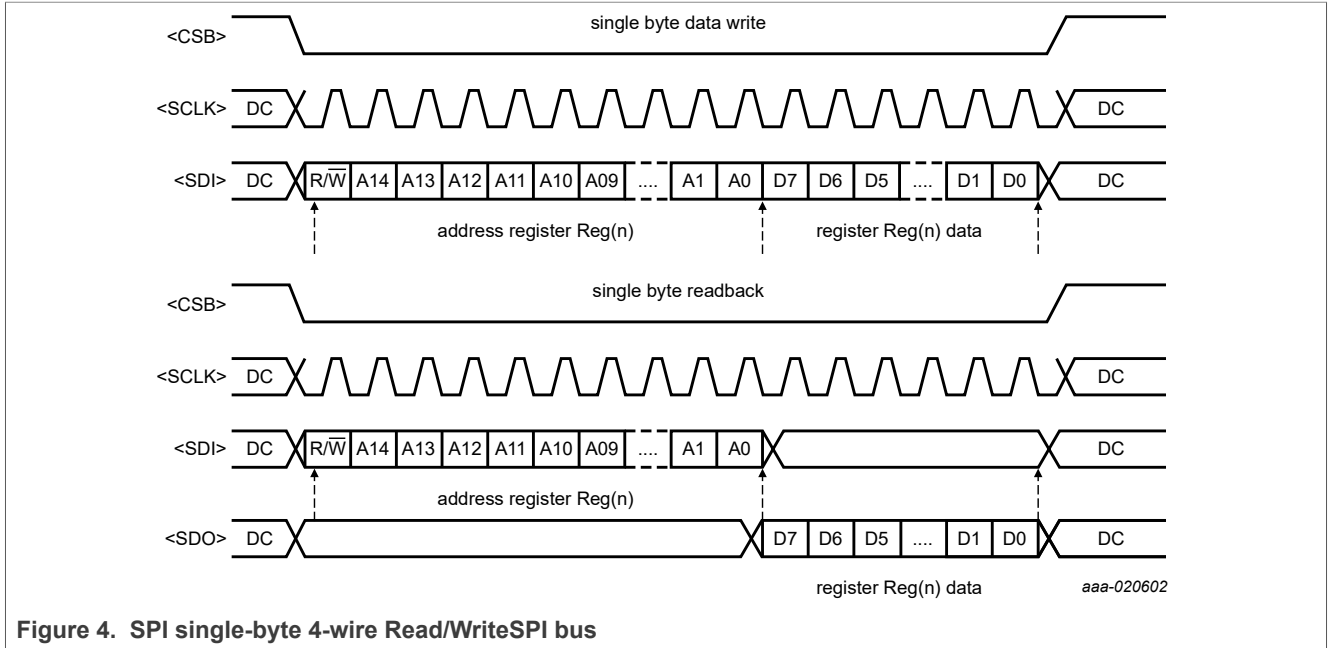 single byte data write
<CSB>
<SCLK> DC DC
<SDI> DC R/W̅ A14 A13 A12 A11 A10 A09 .... A1 A0 D7 D6 D5 .... D1 D0 DC
address register Reg(n) register Reg(n) data
single byte readback
<CSB>
<SCLK> DC DC
<SDI> DC R/W̅ A14 A13 A12 A11 A10 A09 .... A1 A0 DC
address register Reg(n)
<SDO> DC D7 D6 D5 .... D1 D0 DC
register Reg(n) data aaa-020602
Figure 4. SPI single-byte 4-wire Read/WriteSPI bus